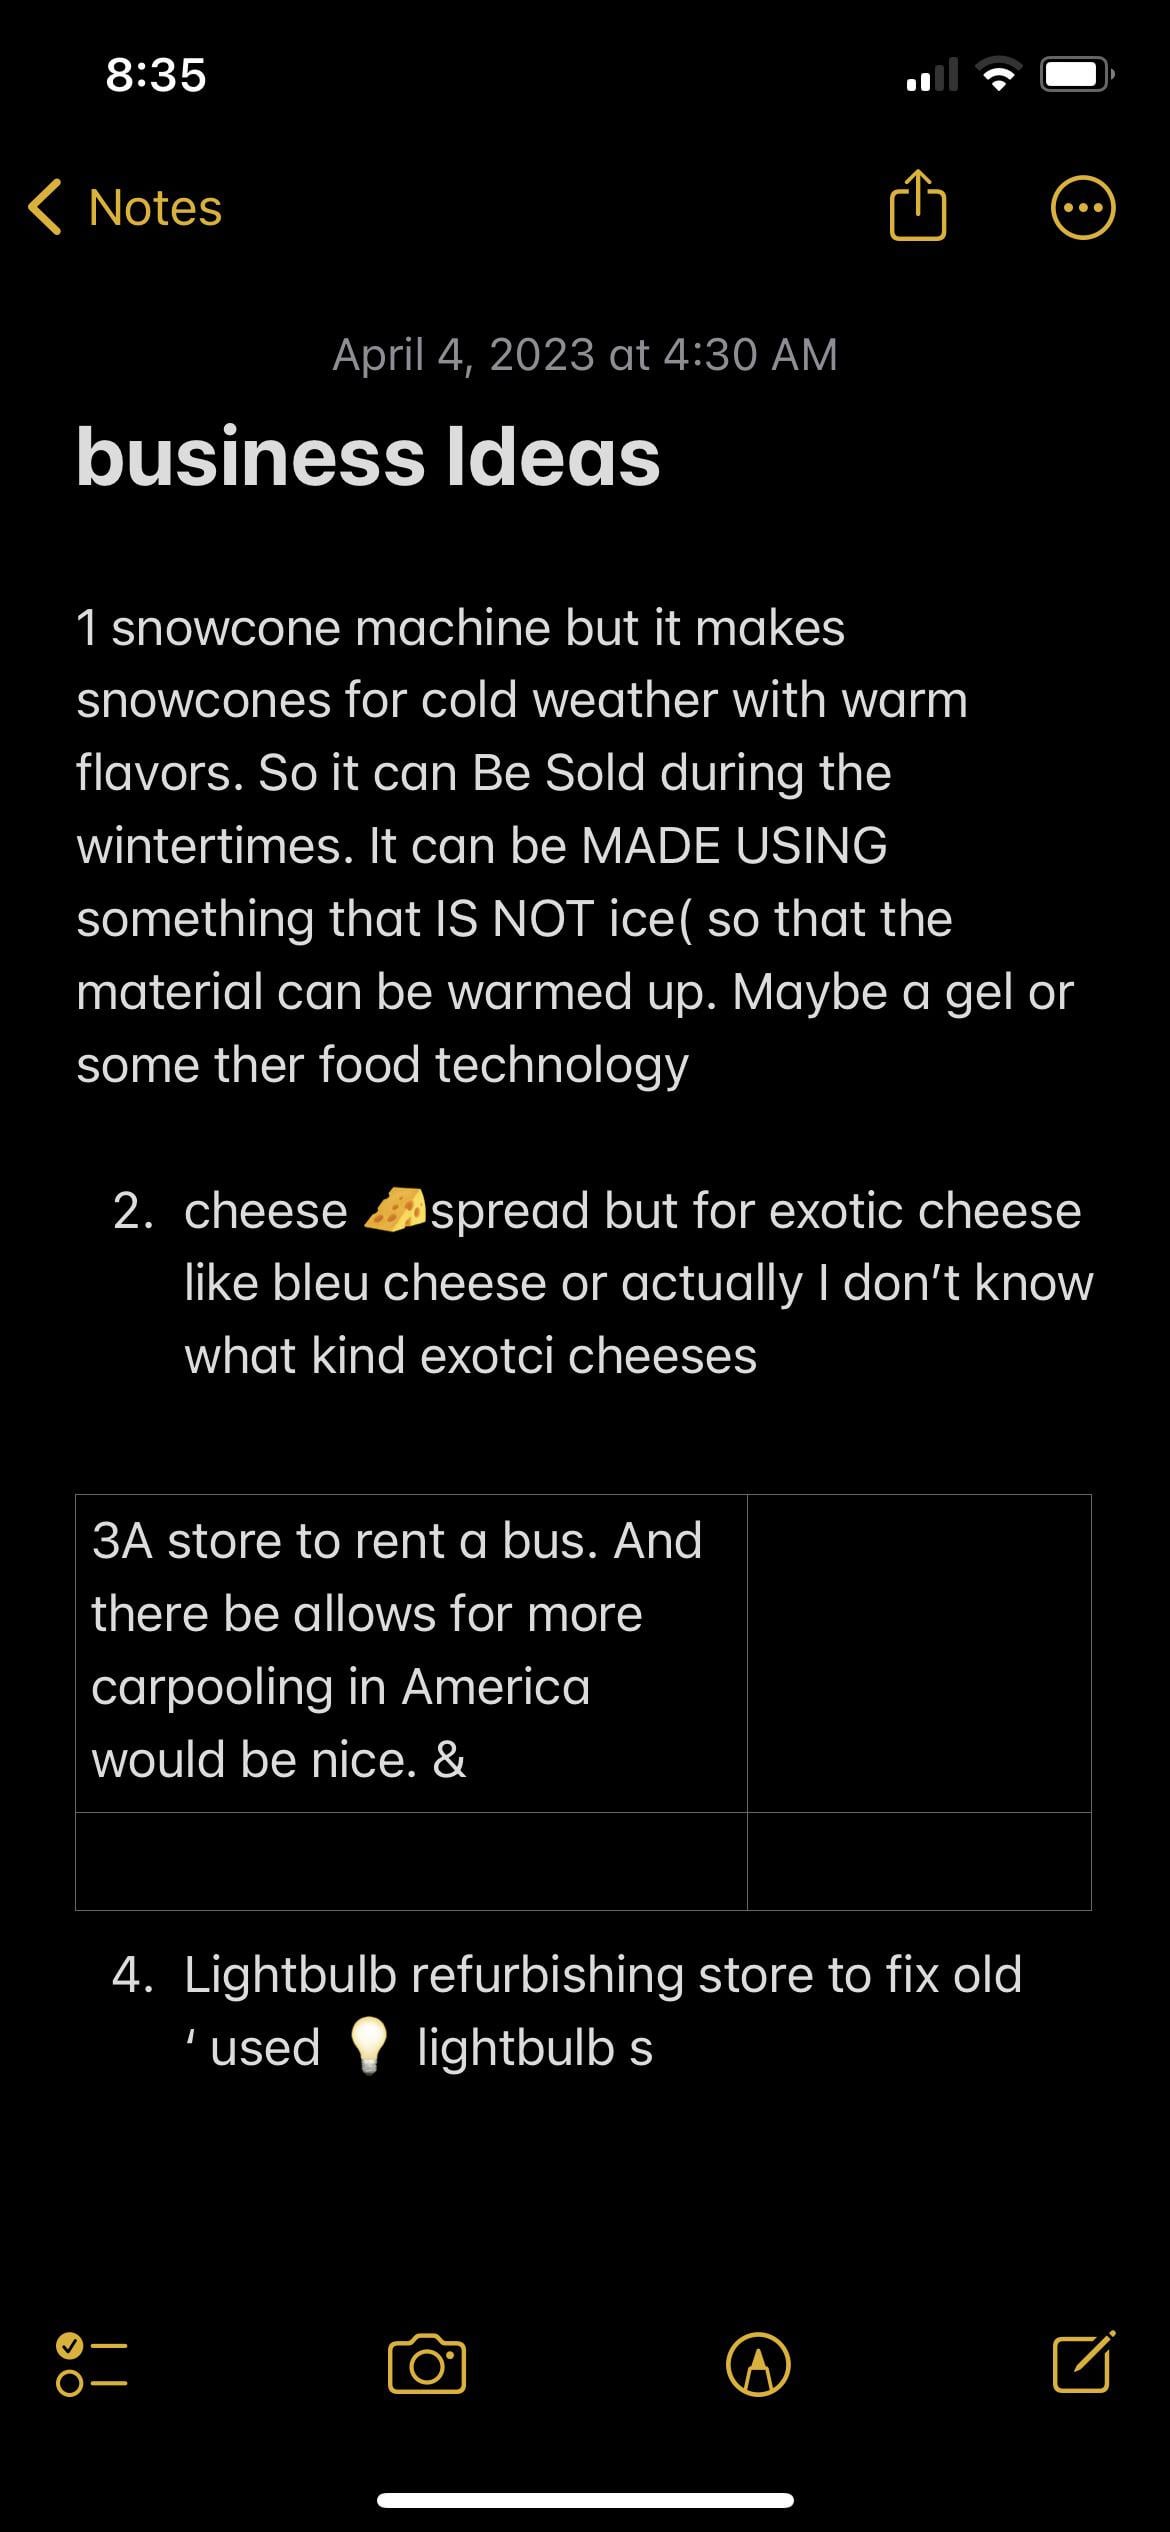 8:35
Notes
April 4, 2023 at 4:30 AM
business Ideas
1 snowcone machine but it makes
snowcones for cold weather with warm
flavors. So it can Be Sold during the
wintertimes. It can be MADE USING
something that IS NOT ice( so that the
material can be warmed up. Maybe a gel or
some ther food technology
2. cheese 🧀spread but for exotic cheese
like bleu cheese or actually I don’t know
what kind exotci cheeses
3A store to rent a bus. And
there be allows for more
carpooling in America
would be nice. &
4. Lightbulb refurbishing store to fix old
‘ used 💡 lightbulb s